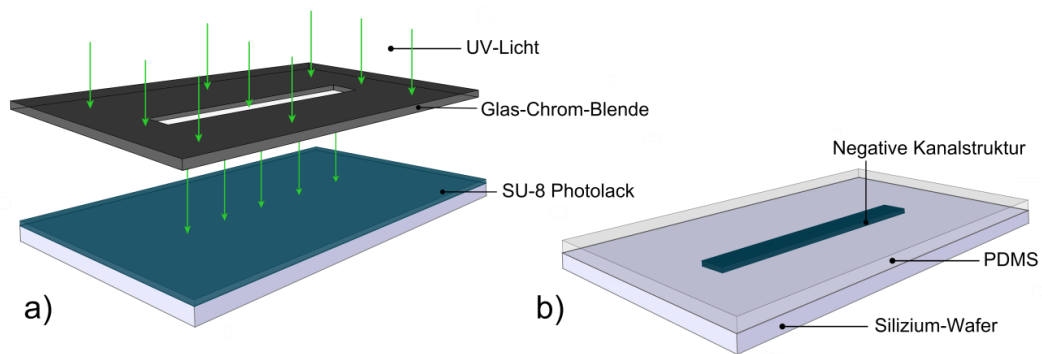 UV-Licht
Glas-Chrom-Blende
SU-8 Photolack
a)
Negative Kanalstruktur
PDMS
Silizium-Wafer
b)